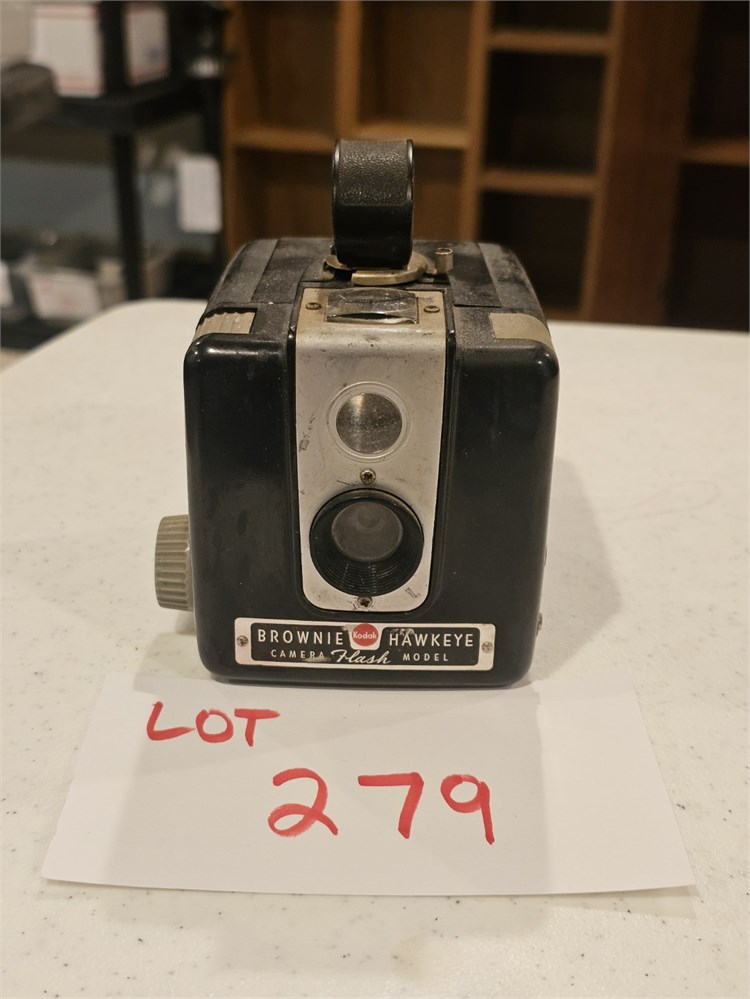 BROWNIE Kodak HAWKEYE
CAMERA Flash MODEL
LOT
279